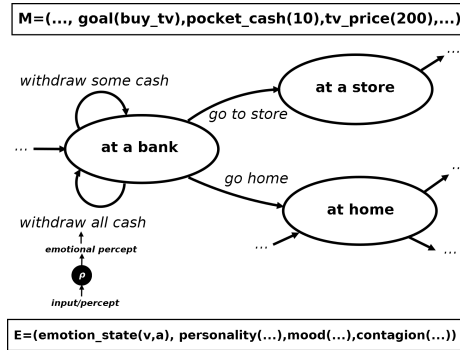 M=(..., goal(buy_tv),pocket_cash(10),tv_price(200),...)
...
withdraw some cash
at a store
go to store
... at a bank
go home
...
at home
withdraw all cash
...
...
emotional percept
ρ
input/percept
E=(emotion_state(v,a), personality(...),mood(...),contagion(...))